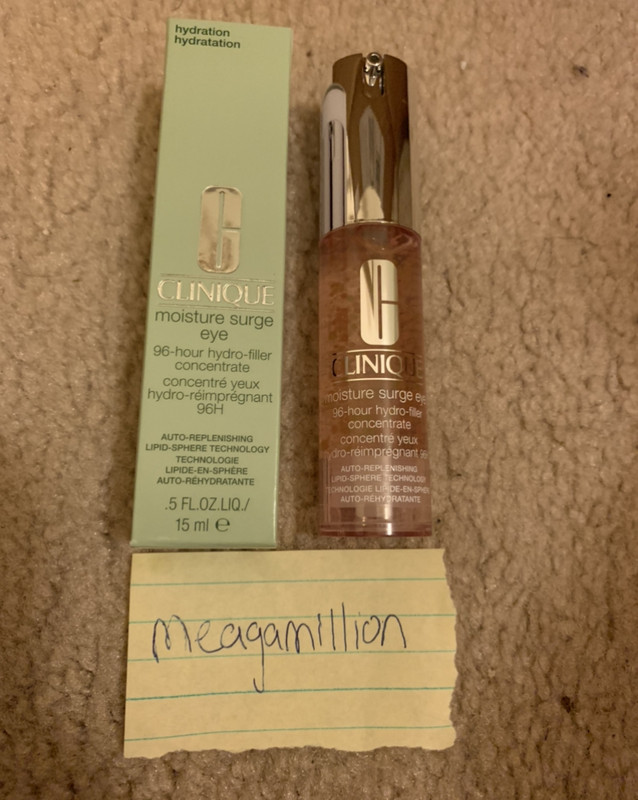 hydration
hydratation
CLINIQUE
moisture surge
eye
96-hour hydro-filler
concentrate
concentré yeux
hydro-réimprégnant
96H
AUTO-REPLENISHING
LIPID-SPHERE TECHNOLOGY
TECHNOLOGIE
LIPIDE-EN-SPHÈRE
AUTO-RÉHYDRATANTE
.5 FL.OZ.LIQ./
15 ml ℮
CLINIQUE
moisture surge eye
96-hour hydro-filler
concentrate
concentré yeux
hydro-réimprégnant 96H
AUTO-REPLENISHING
LIPID-SPHERE TECHNOLOGY
TECHNOLOGIE LIPIDE-EN-SPHÈRE
AUTO-RÉHYDRATANTE
meagamillion